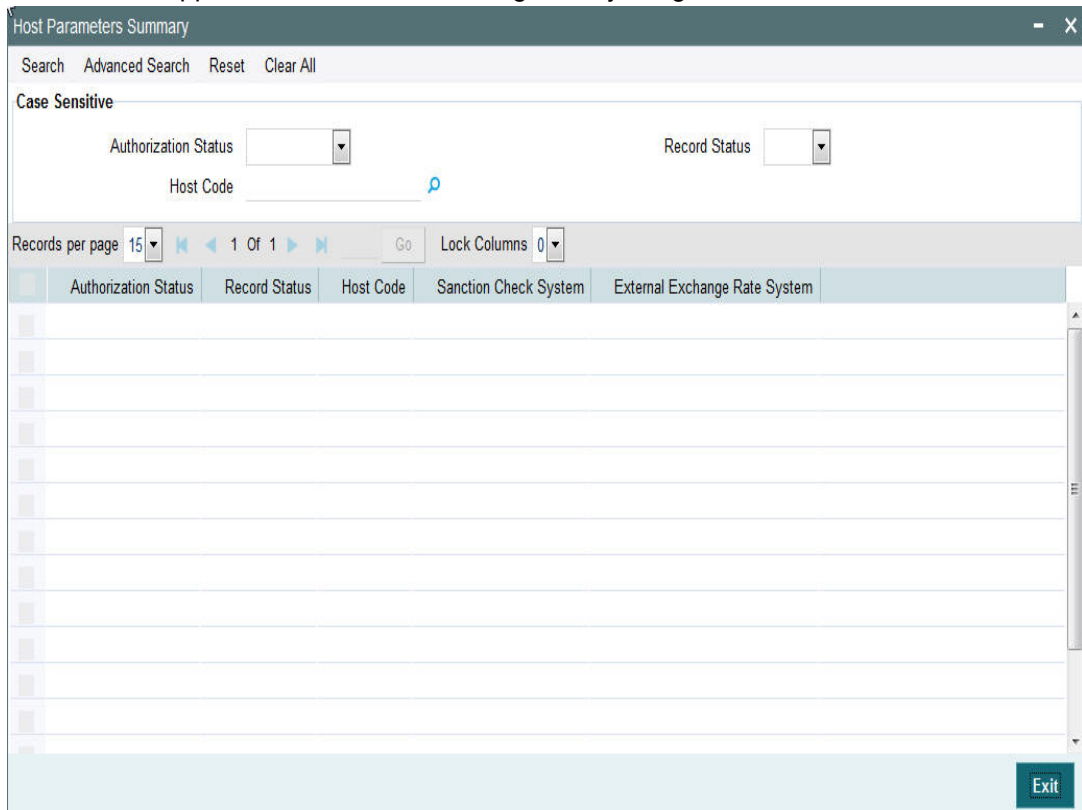 Host Parameters Summary
Search Advanced Search Reset Clear All
Case Sensitive
Authorization Status Record Status
Host Code
Records per page 15 1 Of 1 Go Lock Columns 0
Authorization Status Record Status Host Code Sanction Check System External Exchange Rate System
Exit